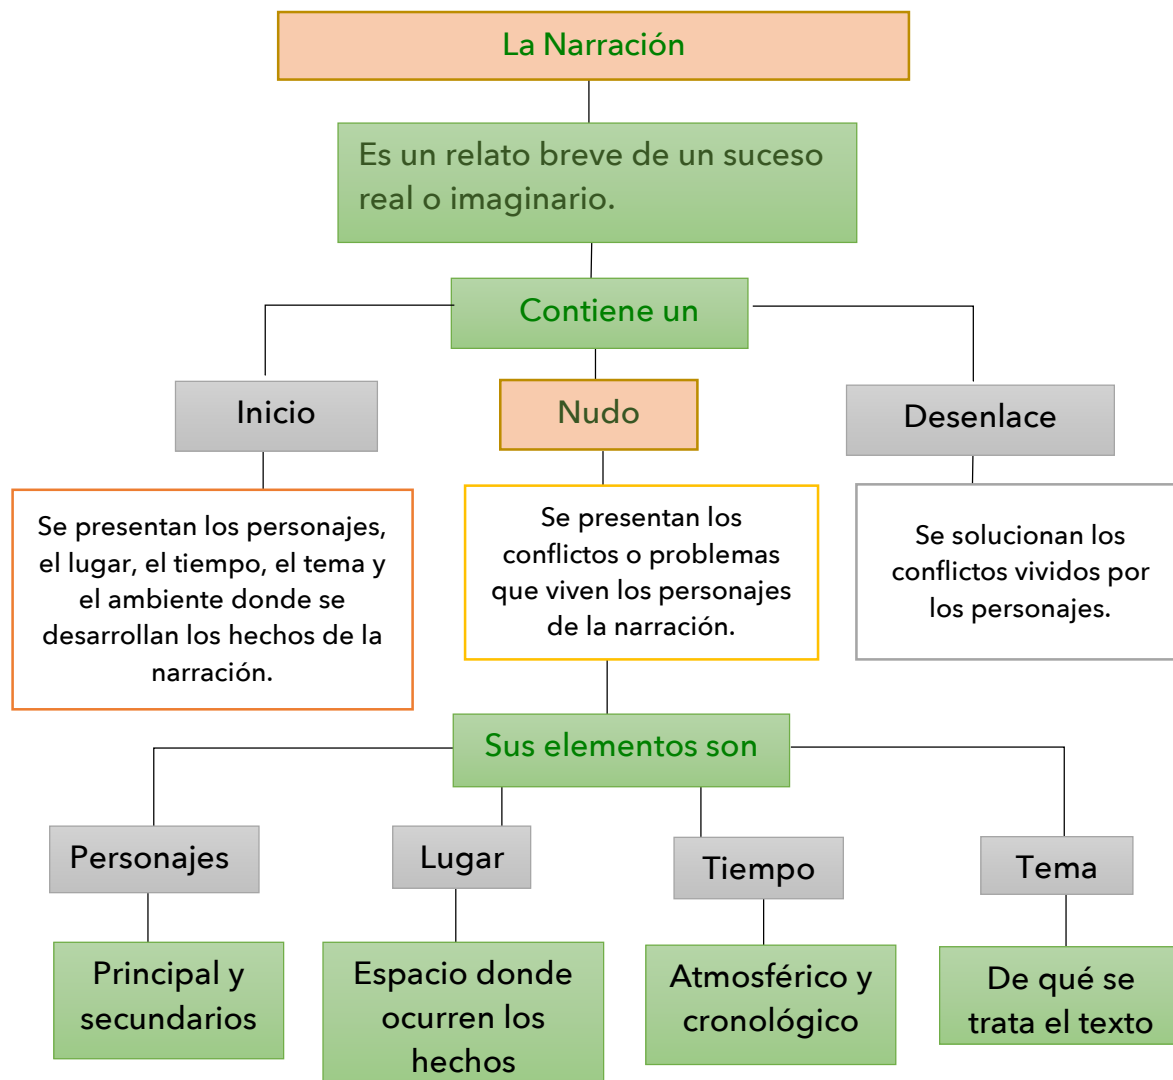 La Narración
Es un relato breve de un suceso
real o imaginario.
Contiene un
Inicio
Nudo
Desenlace
Se presentan los personajes,
el lugar, el tiempo, el tema y
el ambiente donde se
desarrollan los hechos de la
narración.
Se presentan los
conflictos o problemas
que viven los personajes
de la narración.
Se solucionan los
conflictos vividos por
los personajes.
Sus elementos son
Personajes
Lugar
Tiempo
Tema
Principal y
secundarios
Espacio donde
ocurren los
hechos
Atmosférico y
cronológico
De qué se
trata el texto